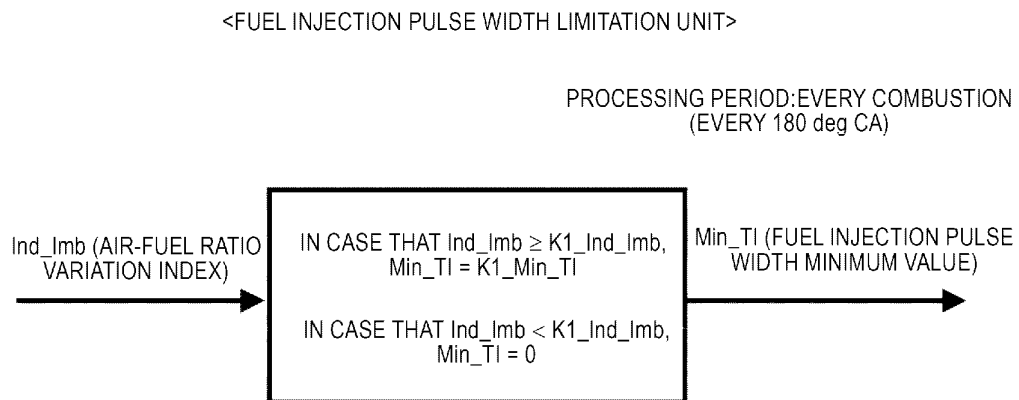 <FUEL INJECTION PULSE WIDTH LIMITATION UNIT>
PROCESSING PERIOD:EVERY COMBUSTION
(EVERY 180 deg CA)
Ind_Imb (AIR-FUEL RATIO
VARIATION INDEX)
IN CASE THAT Ind_Imb ≥ K1_Ind_Imb,
Min_TI = K1_Min_TI
IN CASE THAT Ind_Imb < K1_Ind_Imb,
Min_TI = 0
Min_TI (FUEL INJECTION PULSE
WIDTH MINIMUM VALUE)